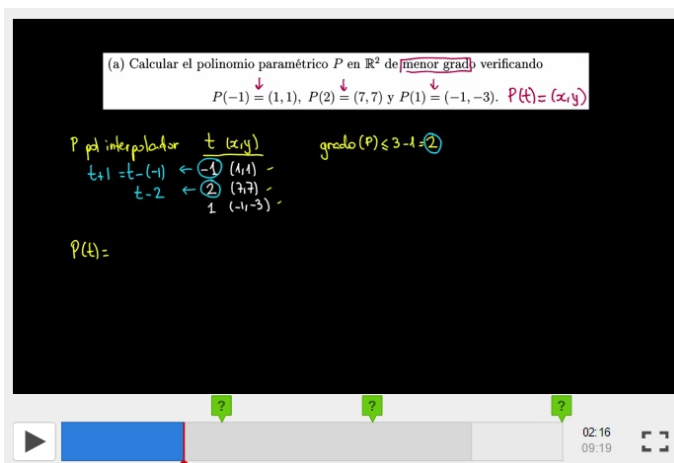 (a) Calcular el polinomio paramétrico P en ℝ² de menor grado verificando
P(−1) = (1, 1), P(2) = (7, 7) y P(1) = (−1, −3). P(t)=(x,y)
P pol interpolador t (x,y) grado(P)≤3-1=2
t+1=t-(-1) ← -1 (1,1) -
t-2 ← 2 (7,7) -
1 (-1,-3) -
P(t)=
? ? ?
02:16
09:19